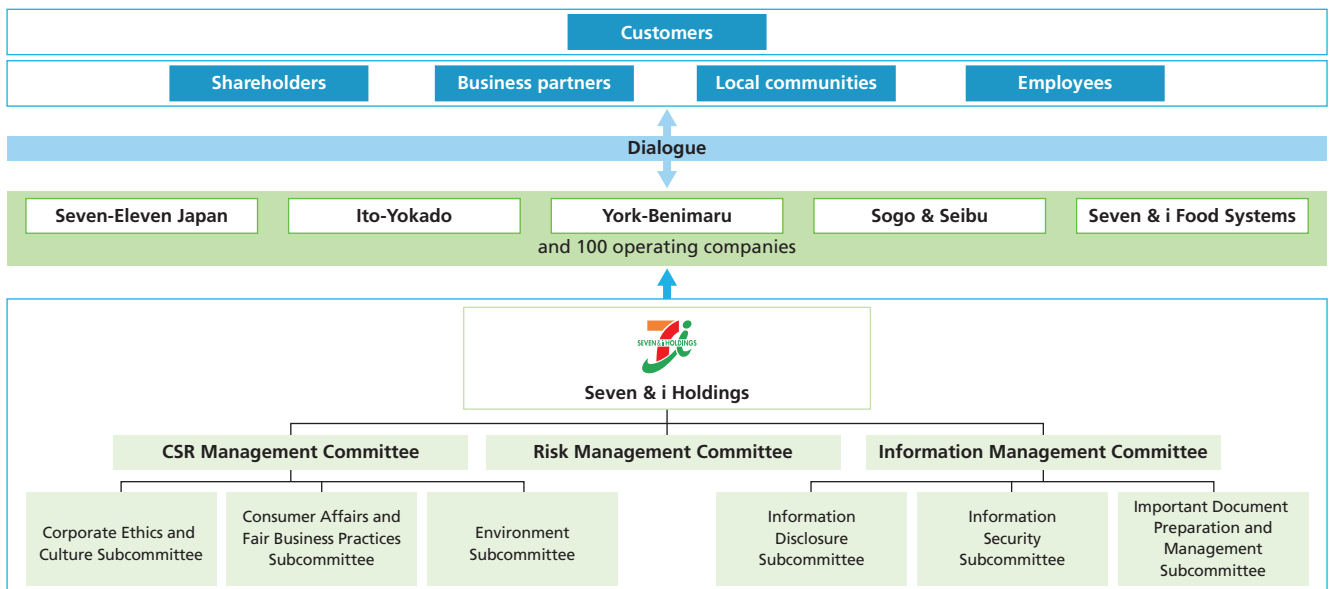 Customers
Shareholders
Business partners
Local communities
Employees
Dialogue
Seven-Eleven Japan
Ito-Yokado
York-Benimaru
Sogo & Seibu
Seven & i Food Systems
and 100 operating companies
SEVEN & i HOLDINGS
Seven & i Holdings
CSR Management Committee
Risk Management Committee
Information Management Committee
Corporate Ethics and
Culture Subcommittee
Consumer Affairs and
Fair Business Practices
Subcommittee
Environment
Subcommittee
Information
Disclosure
Subcommittee
Information
Security
Subcommittee
Important Document
Preparation and
Management
Subcommittee